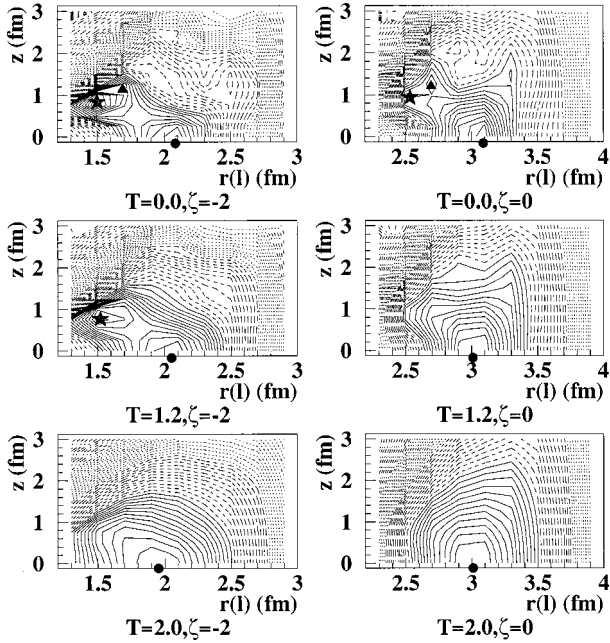 z (fm)
3
2
1
0
1.5
2
2.5
3
r(l) (fm)
T=0.0,ζ=-2
z (fm)
3
2
1
0
2.5
3
3.5
4
r(l) (fm)
T=0.0,ζ=0
z (fm)
3
2
1
0
1.5
2
2.5
3
r(l) (fm)
T=1.2,ζ=-2
z (fm)
3
2
1
0
2.5
3
3.5
4
r(l) (fm)
T=1.2,ζ=0
z (fm)
3
2
1
0
1.5
2
2.5
3
r(l) (fm)
T=2.0,ζ=-2
z (fm)
3
2
1
0
2.5
3
3.5
4
r(l) (fm)
T=2.0,ζ=0